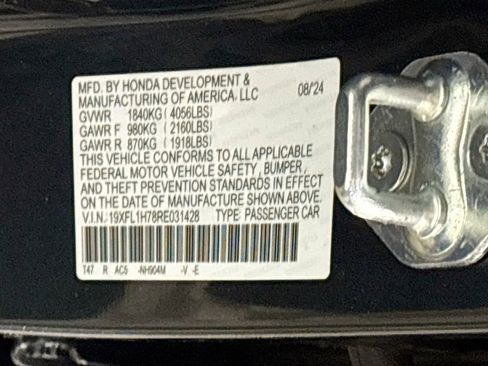 MFD. BY HONDA DEVELOPMENT &
MANUFACTURING OF AMERICA, LLC 08/24
GVWR 1840KG ( 4056LBS)
GAWR F 980KG ( 2160LBS)
GAWR R 870KG ( 1918LBS)
THIS VEHICLE CONFORMS TO ALL APPLICABLE
FEDERAL MOTOR VEHICLE SAFETY, BUMPER,
AND THEFT PREVENTION STANDARDS IN EFFECT
ON THE DATE OF MANUFACTURE SHOWN ABOVE.
V.I.N. 19XFL1H78RE031428 TYPE: PASSENGER CAR
T47 R AC5 -NH904M -V -E